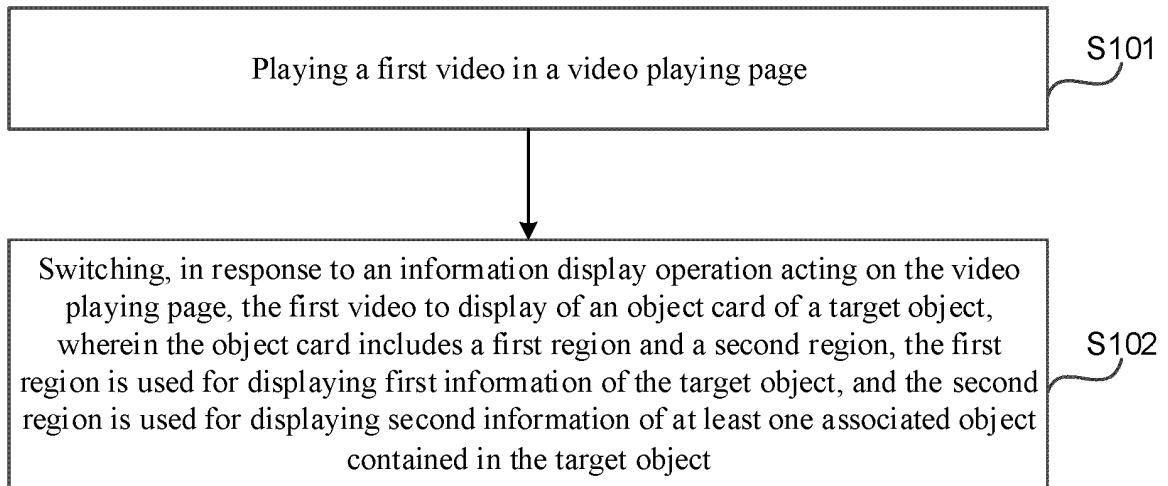 Playing a first video in a video playing page
S101
Switching, in response to an information display operation acting on the video
playing page, the first video to display of an object card of a target object,
wherein the object card includes a first region and a second region, the first
region is used for displaying first information of the target object, and the second
region is used for displaying second information of at least one associated object
contained in the target object
S102